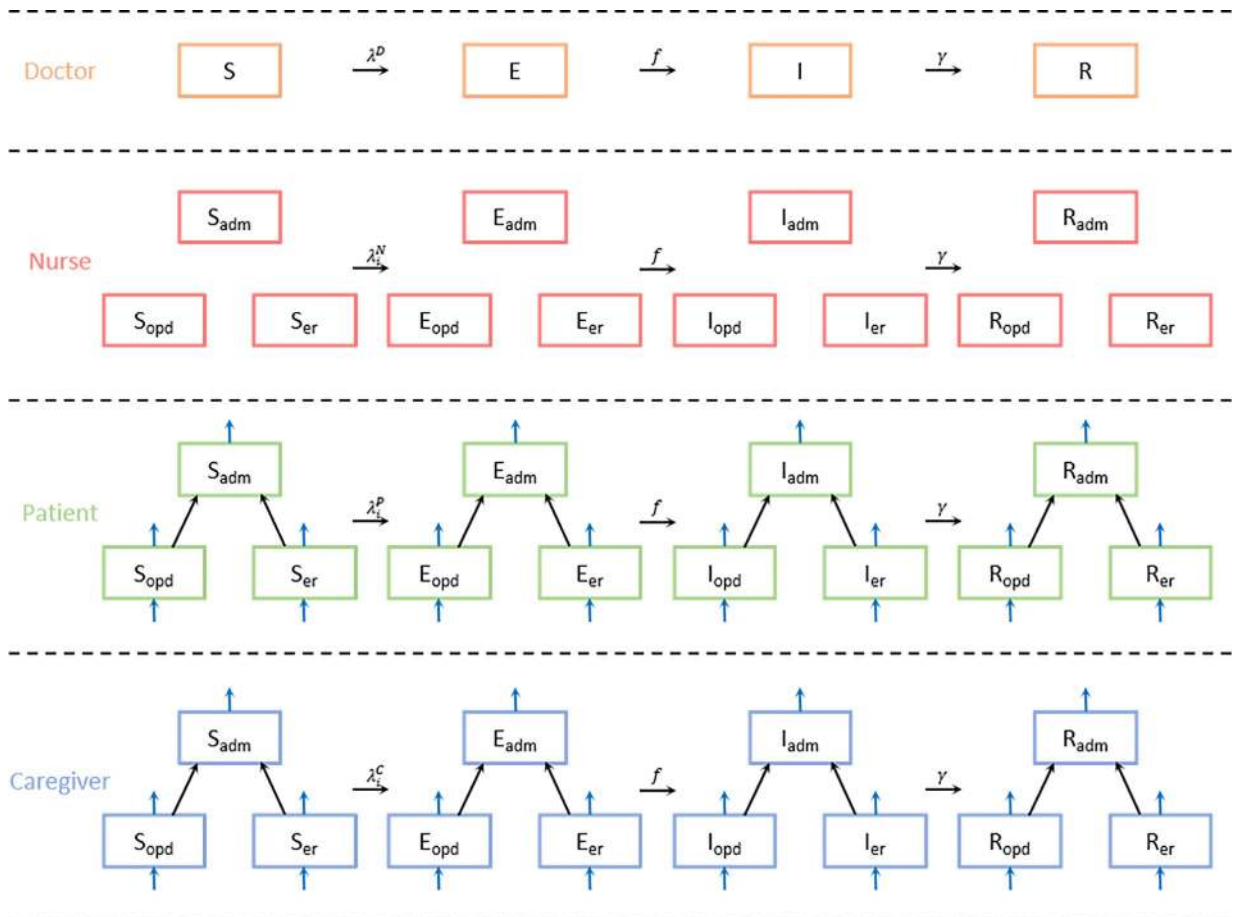 Doctor S λ^D E f I γ R
S_adm E_adm I_adm R_adm
Nurse λ_i^N f γ
S_opd S_er E_opd E_er I_opd I_er R_opd R_er
S_adm E_adm I_adm R_adm
Patient λ_i^P f γ
S_opd S_er E_opd E_er I_opd I_er R_opd R_er
S_adm E_adm I_adm R_adm
Caregiver λ_i^C f γ
S_opd S_er E_opd E_er I_opd I_er R_opd R_er